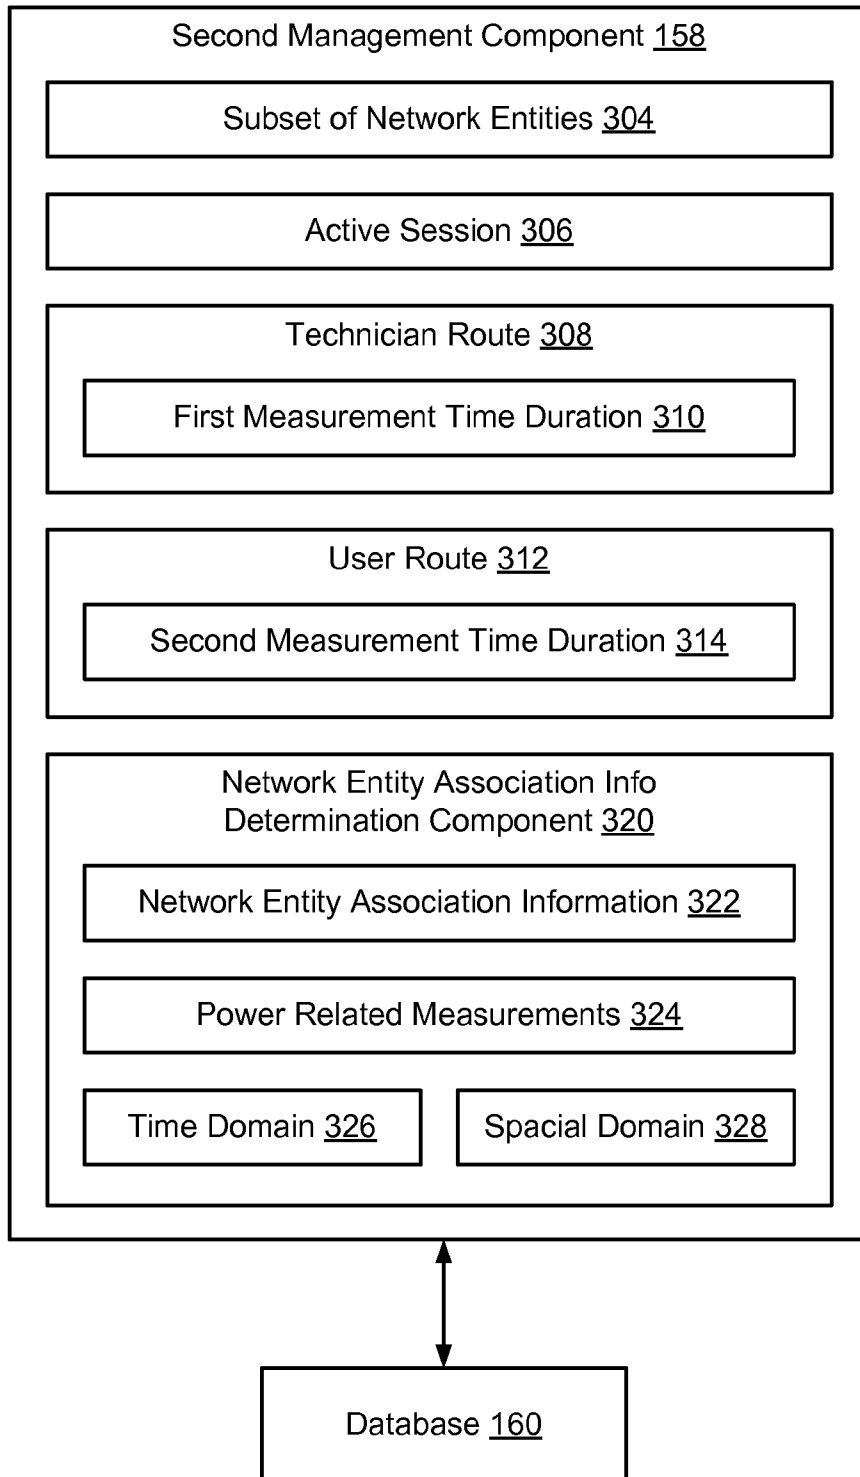 Second Management Component 158
Subset of Network Entities 304
Active Session 306
Technician Route 308
First Measurement Time Duration 310
User Route 312
Second Measurement Time Duration 314
Network Entity Association Info
Determination Component 320
Network Entity Association Information 322
Power Related Measurements 324
Time Domain 326
Spacial Domain 328
Database 160